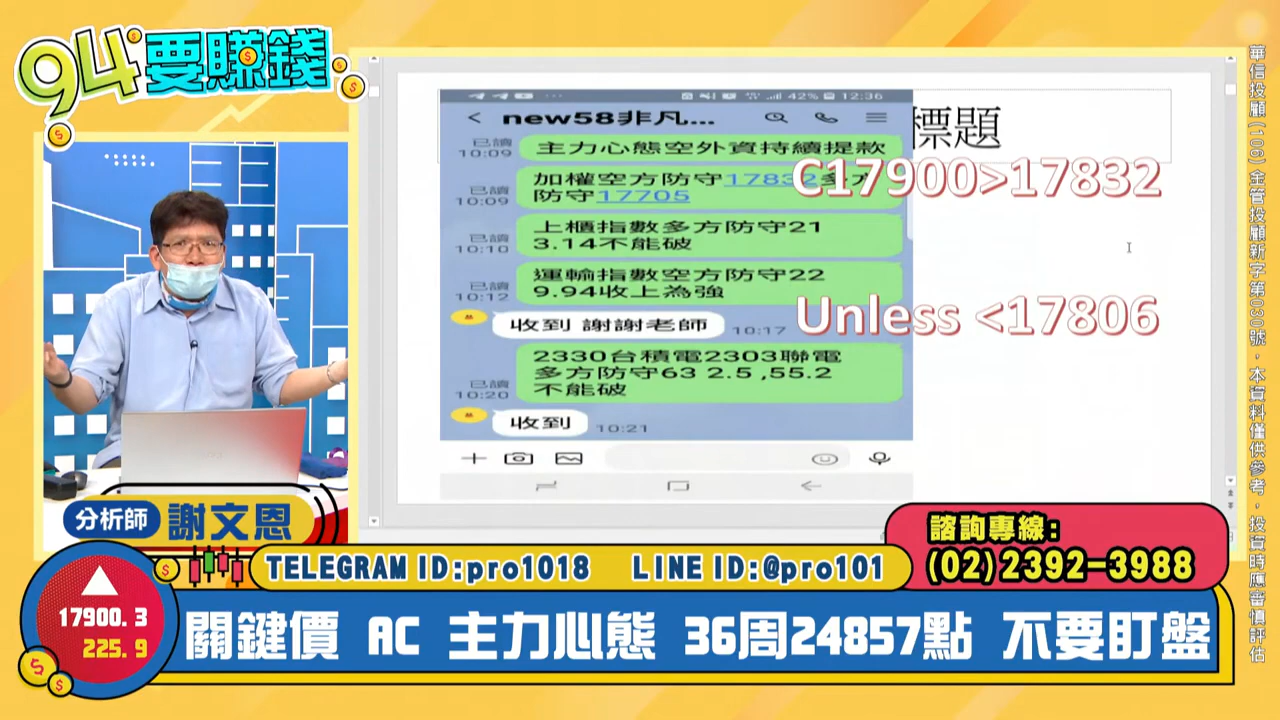 94要賺錢
new58非凡...
42% 12:36
標題
已讀
10:09
主力心態空外資持續提款
已讀
10:09
加權空方防守17832多方
防守17705
C17900>17832
已讀
10:10
上櫃指數多方防守21
3.14不能破
已讀
10:12
運輸指數空方防守22
9.94收上為強
收到 謝謝老師
10:17
Unless <17806
已讀
10:20
2330台積電2303聯電
多方防守63 2.5 ,55.2
不能破
收到
10:21
分析師 謝文恩
諮詢專線:
(02)2392-3988
TELEGRAM ID:pro1018 LINE ID:@pro101
17900.3
225.9
關鍵價 AC 主力心態 36周24857點 不要盯盤
華信投顧(106)金管投顧新字第030號，本資料僅供參考，投資時應審慎評估